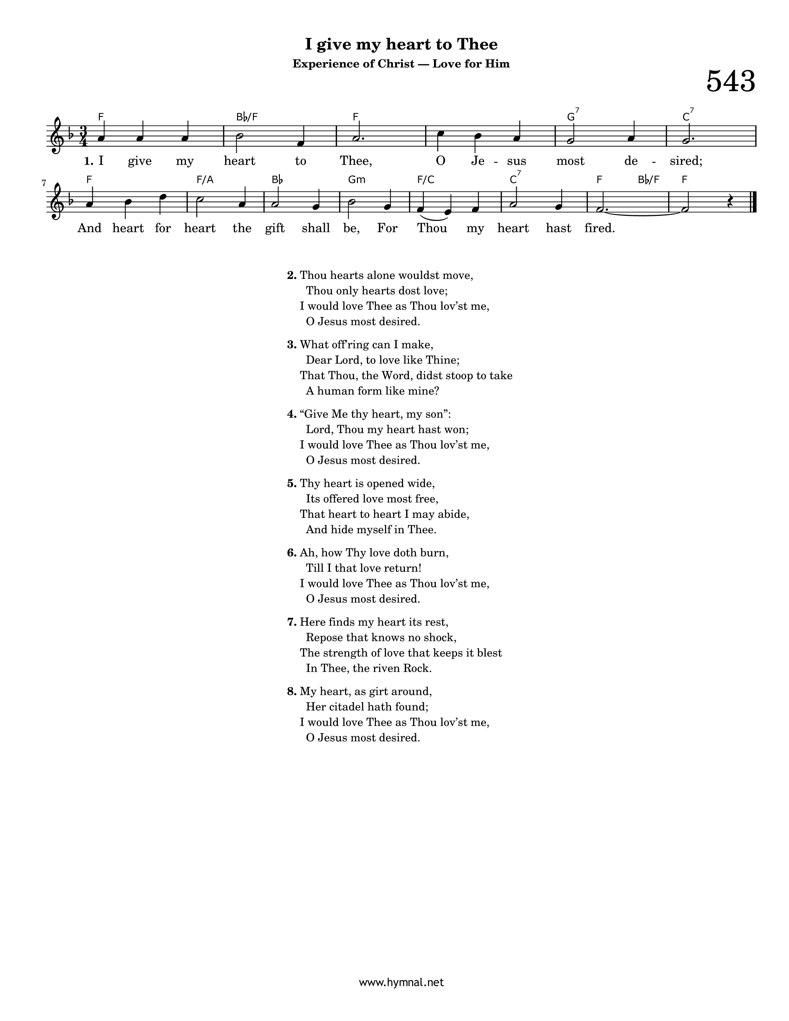 I give my heart to Thee
Experience of Christ — Love for Him
543
F B♭/F F G7 C7
3 4
1. I give my heart to Thee, O Je - sus most de - sired;
7
F F/A B♭ Gm F/C C7 F B♭/F F
And heart for heart the gift shall be, For Thou my heart hast fired.
2. Thou hearts alone wouldst move,
Thou only hearts dost love;
I would love Thee as Thou lov’st me,
O Jesus most desired.
3. What off’ring can I make,
Dear Lord, to love like Thine;
That Thou, the Word, didst stoop to take
A human form like mine?
4. “Give Me thy heart, my son”:
Lord, Thou my heart hast won;
I would love Thee as Thou lov’st me,
O Jesus most desired.
5. Thy heart is opened wide,
Its offered love most free,
That heart to heart I may abide,
And hide myself in Thee.
6. Ah, how Thy love doth burn,
Till I that love return!
I would love Thee as Thou lov’st me,
O Jesus most desired.
7. Here finds my heart its rest,
Repose that knows no shock,
The strength of love that keeps it blest
In Thee, the riven Rock.
8. My heart, as girt around,
Her citadel hath found;
I would love Thee as Thou lov’st me,
O Jesus most desired.
www.hymnal.net